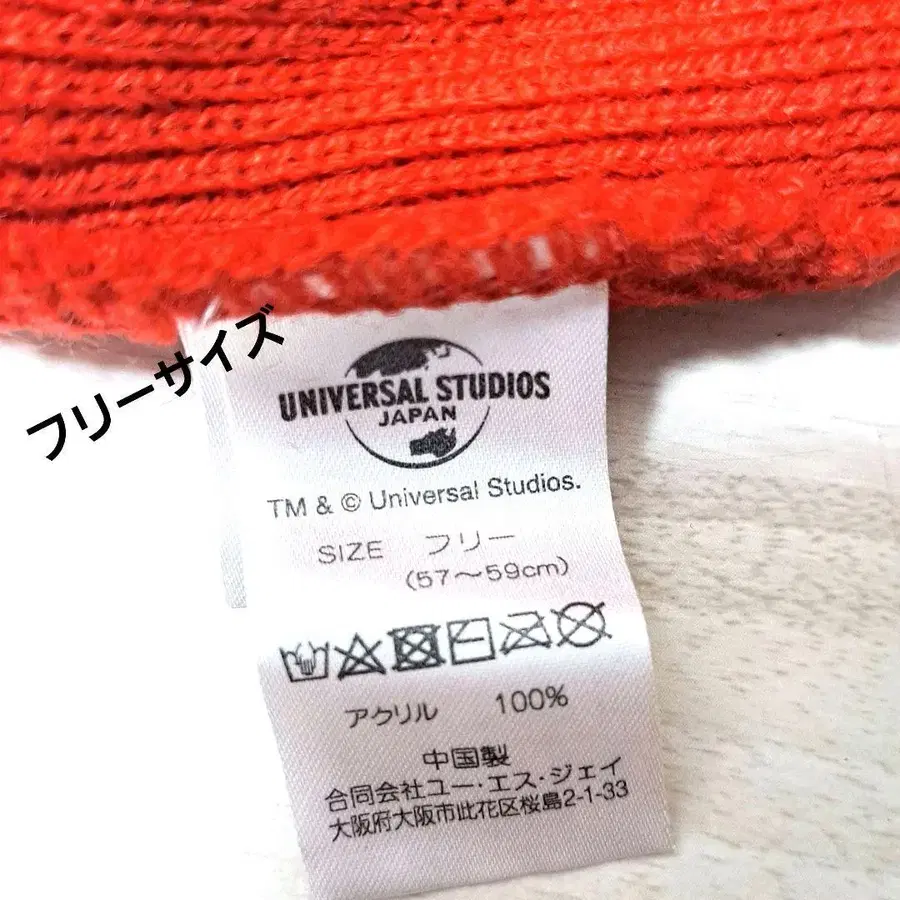 フリーサイズ
UNIVERSAL STUDIOS
JAPAN
TM & © Universal Studios.
SIZE フリー
(57～59cm)
アクリル 100%
中国製
合同会社ユー・エス・ジェイ
大阪府大阪市此花区桜島2-1-33